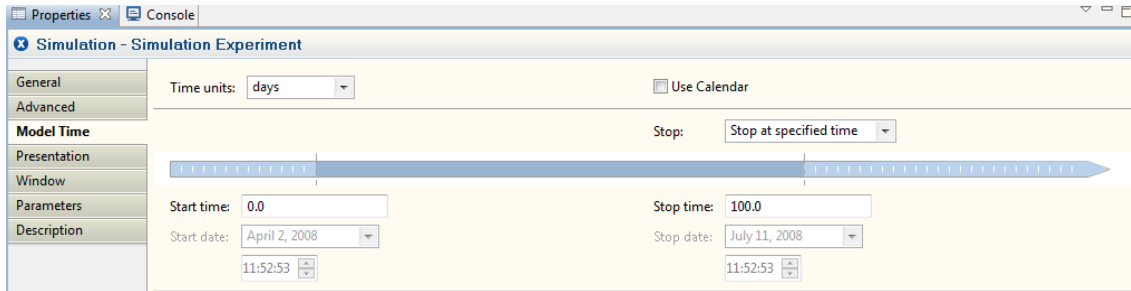 Properties Console
Simulation - Simulation Experiment
General
Advanced
Model Time
Presentation
Window
Parameters
Description
Time units: days Use Calendar
Stop: Stop at specified time
Start time: 0.0 Stop time: 100.0
Start date: April 2, 2008 Stop date: July 11, 2008
11:52:53 11:52:53